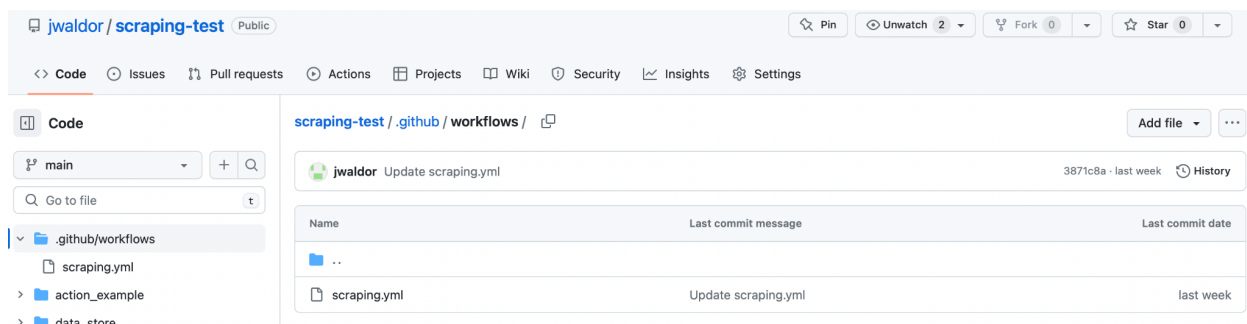 jwaldor / scraping-test Public Pin Unwatch 2 Fork 0 Star 0
<> Code Issues Pull requests Actions Projects Wiki Security Insights Settings
Code
scraping-test / .github / workflows /
Add file
main
jwaldor Update scraping.yml
3871c8a · last week History
Go to file t
Name Last commit message Last commit date
.github/workflows
..
scraping.yml
scraping.yml Update scraping.yml last week
action_example
data_store